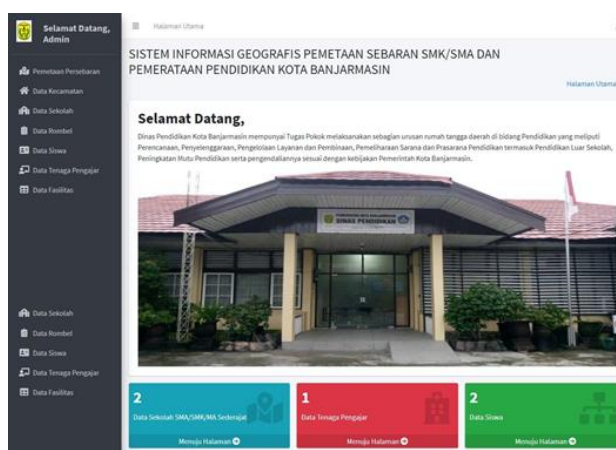 Selamat Datang,
Admin
Pemetaan Persebaran
Data Kecamatan
Data Sekolah
Data Rombel
Data Siswa
Data Tenaga Pengajar
Data Fasilitas
Data Sekolah
Data Rombel
Data Siswa
Data Tenaga Pengajar
Data Fasilitas
Halaman Utama
SISTEM INFORMASI GEOGRAFIS PEMETAAN SEBARAN SMK/SMA DAN
PEMERATAAN PENDIDIKAN KOTA BANJARMASIN
Halaman Utama
Selamat Datang,
Dinas Pendidikan Kota Banjarmasin mempunyai Tugas Pokok melaksanakan sebagian urusan rumah tangga daerah di bidang Pendidikan yang meliputi
Perencanaan, Penyelenggaraan, Pengelolaan Layanan dan Pembinaan, Pemeliharaan Sarana dan Prasarana Pendidikan termasuk Pendidikan Luar Sekolah,
Peningkatan Mutu Pendidikan serta pengendaliannya sesuai dengan kebijakan Pemerintah Kota Banjarmasin.
PEMERINTAH KOTA BANJARMASIN
DINAS PENDIDIKAN
2
Data Sekolah SMA/SMK/MA Sederajat
Menuju Halaman
1
Data Tenaga Pengajar
Menuju Halaman
2
Data Siswa
Menuju Halaman